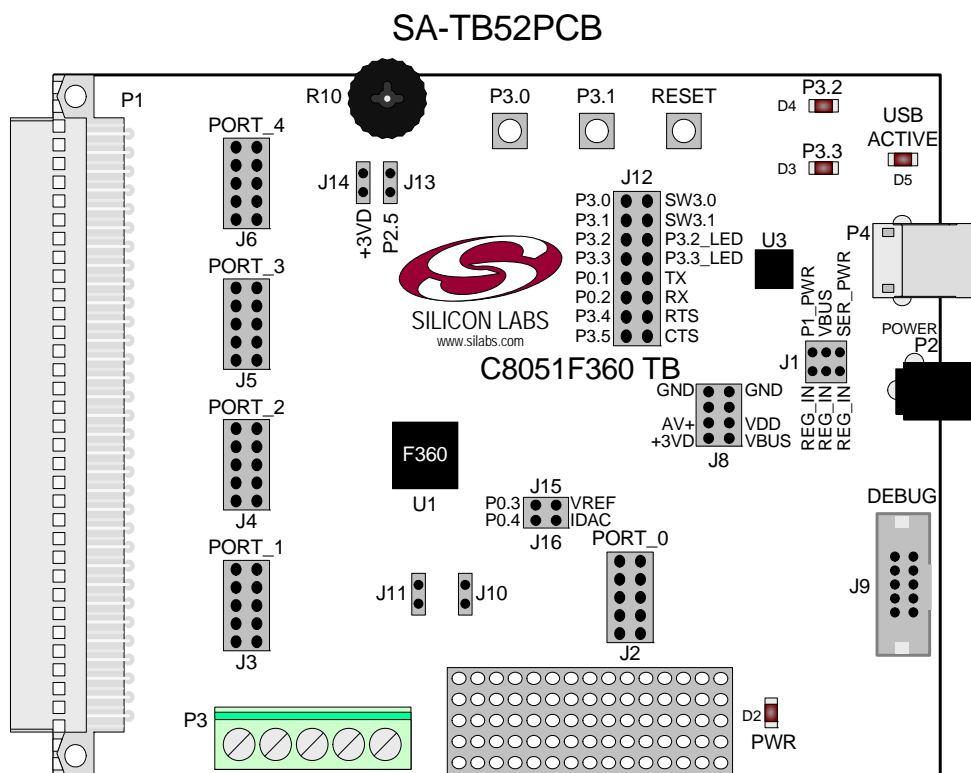 SA-TB52PCB
P1
R10
P3.0
P3.1
RESET
D4
P3.2
USB
ACTIVE
D5
D3
P3.3
PORT_4
J6
J14
J13
+3VD
P2.5
J12
P3.0 SW3.0
P3.1 SW3.1
P3.2 P3.2_LED
P3.3 P3.3_LED
P0.1 TX
P0.2 RX
P3.4 RTS
P3.5 CTS
U3
P4
PORT_3
J5
SILICON LABS
www.silabs.com
C8051F360 TB
P1_PWR
VBUS
SER_PWR
J1
REG_IN
REG_IN
REG_IN
POWER
P2
GND GND
AV+ VDD
+3VD VBUS
J8
PORT_2
J4
F360
U1
J15
P0.3 VREF
P0.4 IDAC
J16
DEBUG
J9
PORT_1
J3
J11
J10
PORT_0
J2
P3
D2
PWR